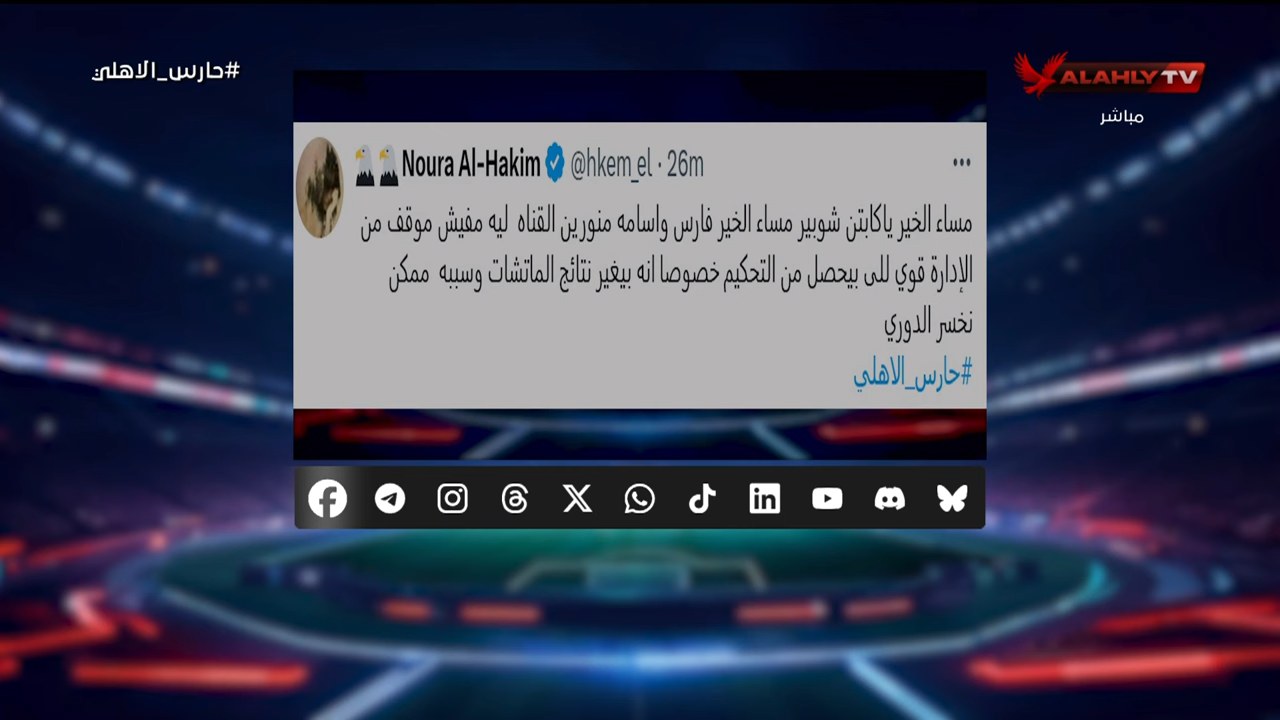 #حارس_الاهلي
ALAHLY TV
مباشر
Noura Al-Hakim @hkem_el · 26m
مساء الخير ياكابتن شوبير مساء الخير فارس واسامه منورين القناه ليه مفيش موقف من
الإدارة قوي للى بيحصل من التحكيم خصوصا انه بيغير نتائج الماتشات وسببه ممكن
نخسر الدوري
#حارس_الاهلي